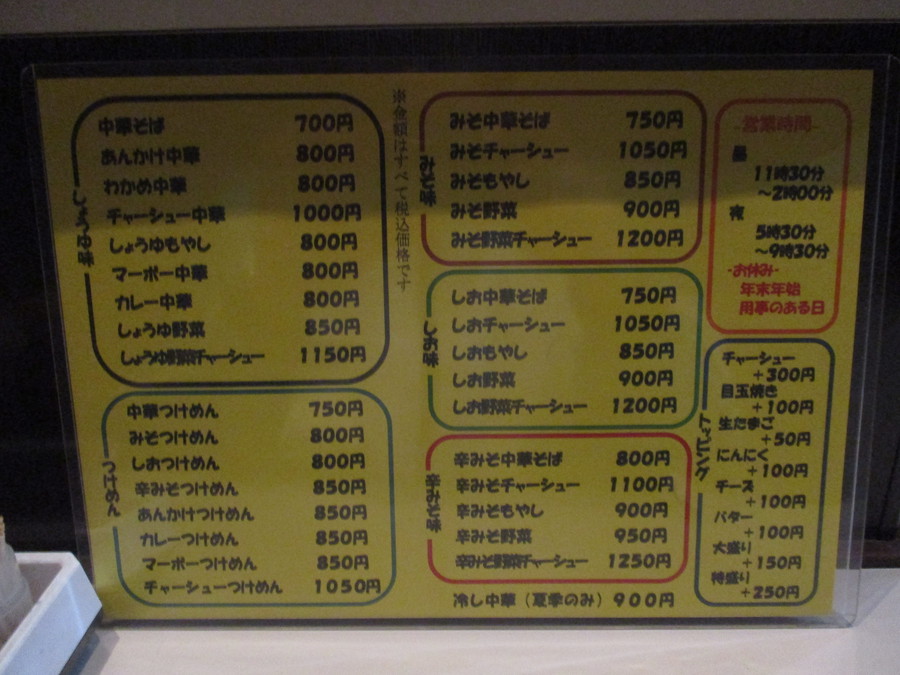 しょうゆ味
中華そば 700円
あんかけ中華 800円
わかめ中華 800円
チャーシュー中華 1000円
しょうゆもやし 800円
マーボー中華 800円
カレー中華 800円
しょうゆ野菜 850円
しょうゆ野菜チャーシュー 1150円
つけめん
中華つけめん 750円
みそつけめん 800円
しおつけめん 800円
辛みそつけめん 850円
あんかけつけめん 850円
カレーつけめん 850円
マーボーつけめん 850円
チャーシューつけめん 1050円
※金額はすべて税込価格です
みそ味
みそ中華そば 750円
みそチャーシュー 1050円
みそもやし 850円
みそ野菜 900円
みそ野菜チャーシュー 1200円
しお味
しお中華そば 750円
しおチャーシュー 1050円
しおもやし 850円
しお野菜 900円
しお野菜チャーシュー 1200円
辛みそ味
辛みそ中華そば 800円
辛みそチャーシュー 1100円
辛みそもやし 900円
辛みそ野菜 950円
辛みそ野菜チャーシュー 1250円
冷し中華（夏季のみ）900円
-営業時間-
昼
11時30分
～2時00分
夜
5時30分
～9時30分
-お休み-
年末年始
用事のある日
トッピング
チャーシュー
+300円
目玉焼き
+100円
生たまご
+50円
にんにく
+100円
チーズ
+100円
バター
+100円
大盛り
+150円
特盛り
+250円